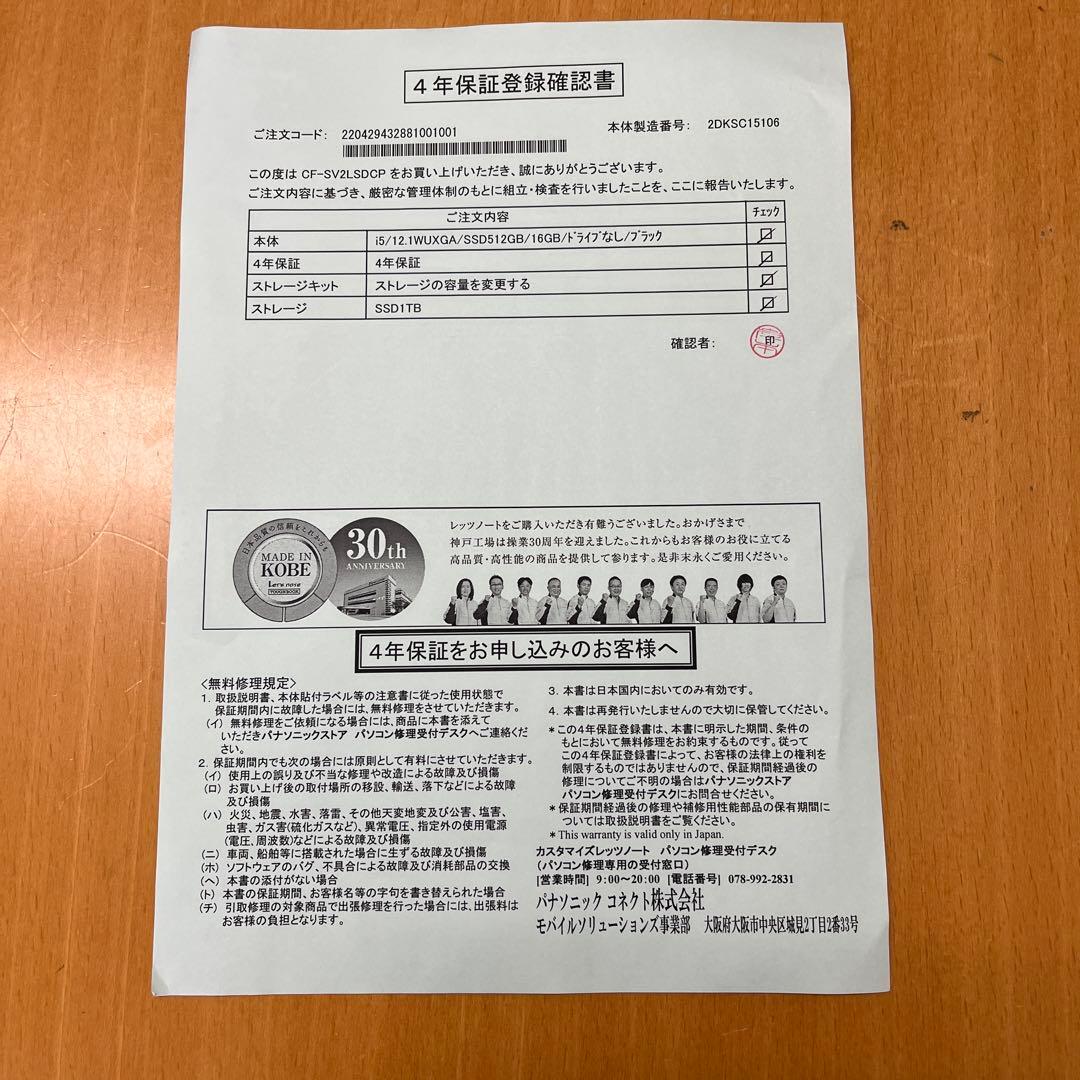 4年保証登録確認書
ご注文コード: 220429432881001001
本体製造番号: 2DKSC15106
この度は CF-SV2LSDCP をお買い上げいただき、誠にありがとうございます。
ご注文内容に基づき、厳密な管理体制のもとに組立・検査を行いましたことを、ここに報告いたします。
ご注文内容 チェック
本体 i5/12.1WUXGA/SSD512GB/16GB/ドライブなし/ブラック
4年保証 4年保証
ストレージキット ストレージの容量を変更する
ストレージ SSD1TB
確認者: 印
日本品質の信頼をこれからも
MADE IN
KOBE
Let's note
TOUGHBOOK
30th
ANNIVERSARY
レッツノートをご購入いただき有難うございました。おかげさまで
神戸工場は操業30周年を迎えました。これからもお客様のお役に立てる
高品質・高性能の商品を提供して参ります。是非末永くご愛用ください。
4年保証をお申し込みのお客様へ
<無料修理規定>
1. 取扱説明書、本体貼付ラベル等の注意書に従った使用状態で
保証期間内に故障した場合には、無料修理をさせていただきます。
(イ) 無料修理をご依頼になる場合には、商品に本書を添えて
いただきパナソニックストア パソコン修理受付デスクへご連絡くだ
さい。
2. 保証期間内でも次の場合には原則として有料にさせていただきます。
(イ) 使用上の誤り及び不当な修理や改造による故障及び損傷
(ロ) お買い上げ後の取付場所の移設、輸送、落下などによる故障
及び損傷
(ハ) 火災、地震、水害、落雷、その他天変地変及び公害、塩害、
虫害、ガス害(硫化ガスなど)、異常電圧、指定外の使用電源
(電圧、周波数)などによる故障及び損傷
(ニ) 車両、船舶等に搭載された場合に生ずる故障及び損傷
(ホ) ソフトウェアのバグ、不具合による故障及び消耗部品の交換
(ヘ) 本書の添付がない場合
(ト) 本書の保証期間、お客様名等の字句を書き替えられた場合
(チ) 引取修理の対象商品で出張修理を行った場合には、出張料は
お客様の負担となります。
3. 本書は日本国内においてのみ有効です。
4. 本書は再発行いたしませんので大切に保管してください。
*この4年保証登録書は、本書に明示した期間、条件の
もとにおいて無料修理をお約束するものです。従って
この4年保証登録書によって、お客様の法律上の権利を
制限するものではありませんので、保証期間経過後の
修理についてご不明の場合はパナソニックストア
パソコン修理受付デスクにお問合せください。
*保証期間経過後の修理や補修用性能部品の保有期間に
ついては取扱説明書をご覧ください。
* This warranty is valid only in Japan.
カスタマイズレッツノート パソコン修理受付デスク
(パソコン修理専用の受付窓口)
[営業時間] 9:00~20:00 [電話番号] 078-992-2831
パナソニック コネクト株式会社
モバイルソリューションズ事業部 大阪府大阪市中央区城見2丁目2番33号